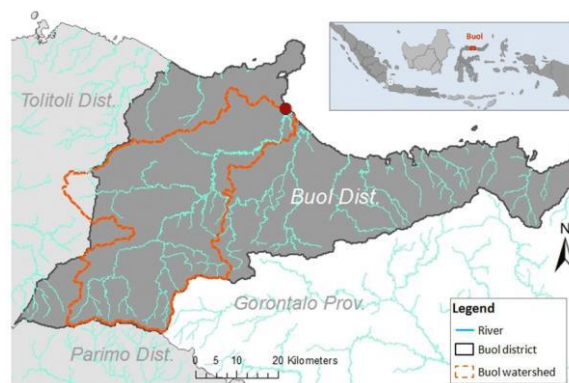 Buol
Tolitoli Dist.
Buol Dist.
N
Gorontalo Prov.
Parimo Dist.
0 5 10 20 Kilometers
Legend
River
Buol district
Buol watershed